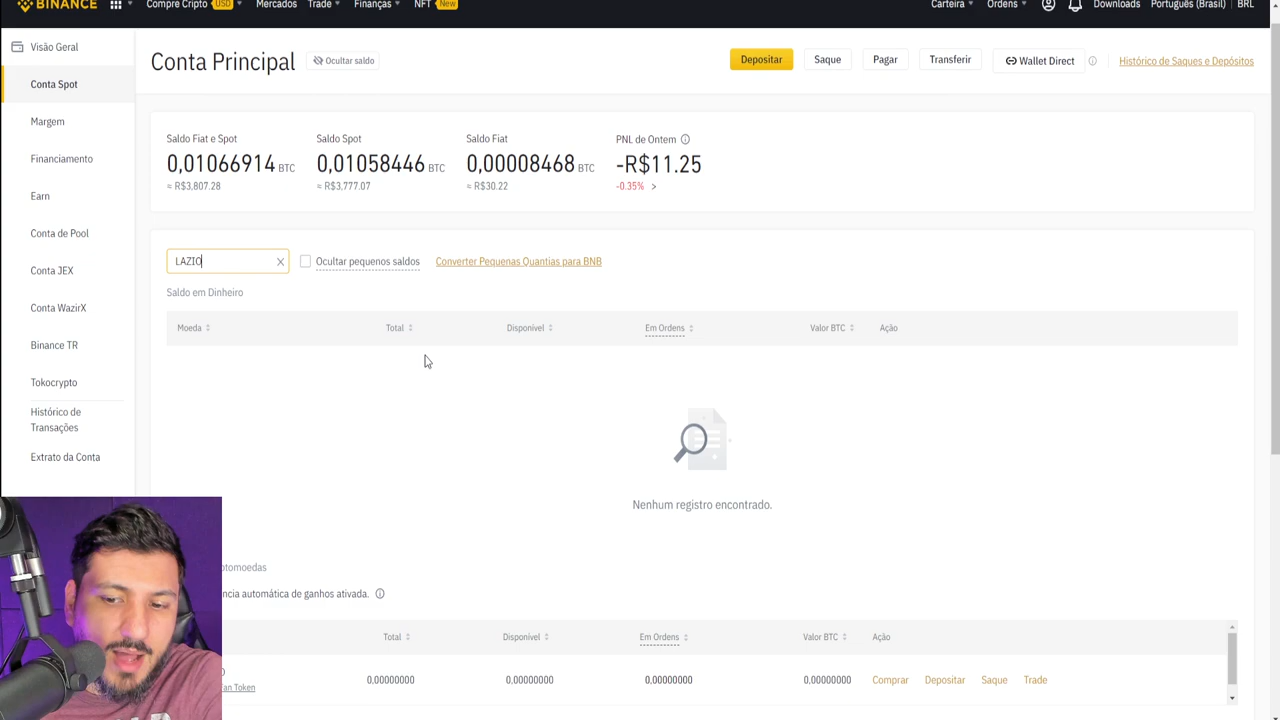 BINANCE Compre Cripto USD Mercados Trade Finanças NFT New Carteira Ordens Downloads Português (Brasil) BRL
Visão Geral
Conta Spot
Margem
Financiamento
Earn
Conta de Pool
Conta JEX
Conta WazirX
Binance TR
Tokocrypto
Histórico de
Transações
Extrato da Conta
Conta Principal Ocultar saldo Depositar Saque Pagar Transferir Wallet Direct Histórico de Saques e Depósitos
Saldo Fiat e Spot Saldo Spot Saldo Fiat PNL de Ontem
0,01066914 BTC 0,01058446 BTC 0,00008468 BTC -R$11.25
≈ R$3,807.28 ≈ R$3,777.07 ≈ R$30.22 -0.35% >
LAZIO Ocultar pequenos saldos Converter Pequenas Quantias para BNB
Saldo em Dinheiro
Moeda Total Disponível Em Ordens Valor BTC Ação
Nenhum registro encontrado.
ptomoedas
ncia automática de ganhos ativada.
Total Disponível Em Ordens Valor BTC Ação
an Token 0,00000000 0,00000000 0,00000000 0,00000000 Comprar Depositar Saque Trade